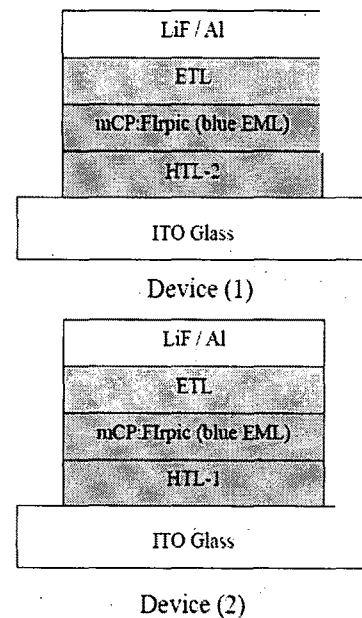 LiF / Al
ETL
mCP:FIrpic (blue EML)
HTL-2
ITO Glass
Device (1)
LiF / Al
ETL
mCP:FIrpic (blue EML)
HTL-1
ITO Glass
Device (2)